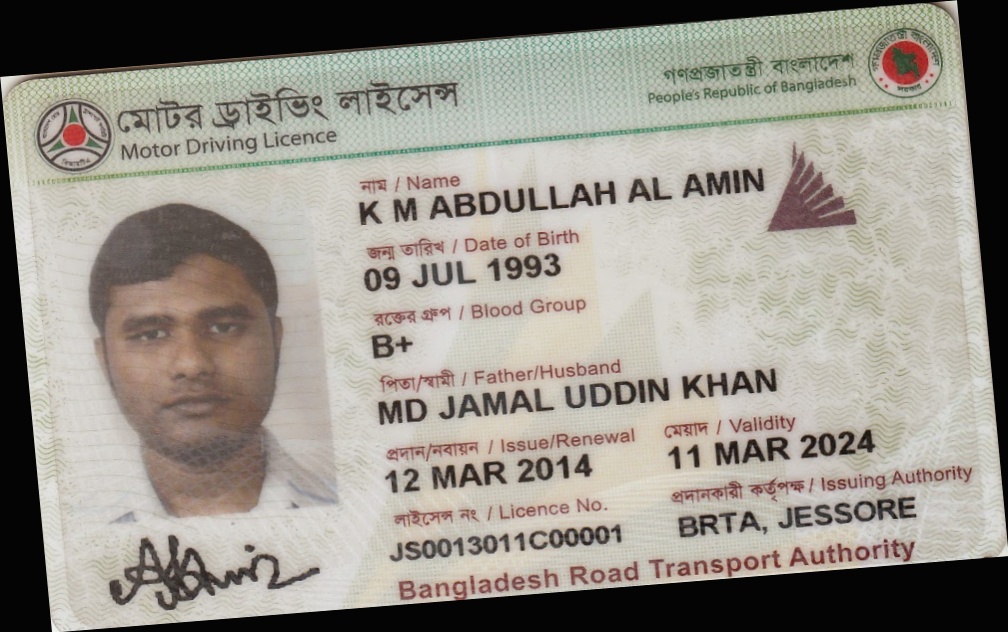 মোটর ড্রাইভিং লাইসেন্স
Motor Driving Licence
গণপ্রজাতন্ত্রী বাংলাদেশ
People's Republic of Bangladesh
নাম / Name
K M ABDULLAH AL AMIN
জন্ম তারিখ / Date of Birth
09 JUL 1993
রক্তের গ্রুপ / Blood Group
B+
পিতা/স্বামী / Father/Husband
MD JAMAL UDDIN KHAN
প্রদান/নবায়ন / Issue/Renewal
12 MAR 2014
মেয়াদ / Validity
11 MAR 2024
লাইসেন্স নং / Licence No.
JS0013011C00001
প্রদানকারী কর্তৃপক্ষ / Issuing Authority
BRTA, JESSORE
Bangladesh Road Transport Authority